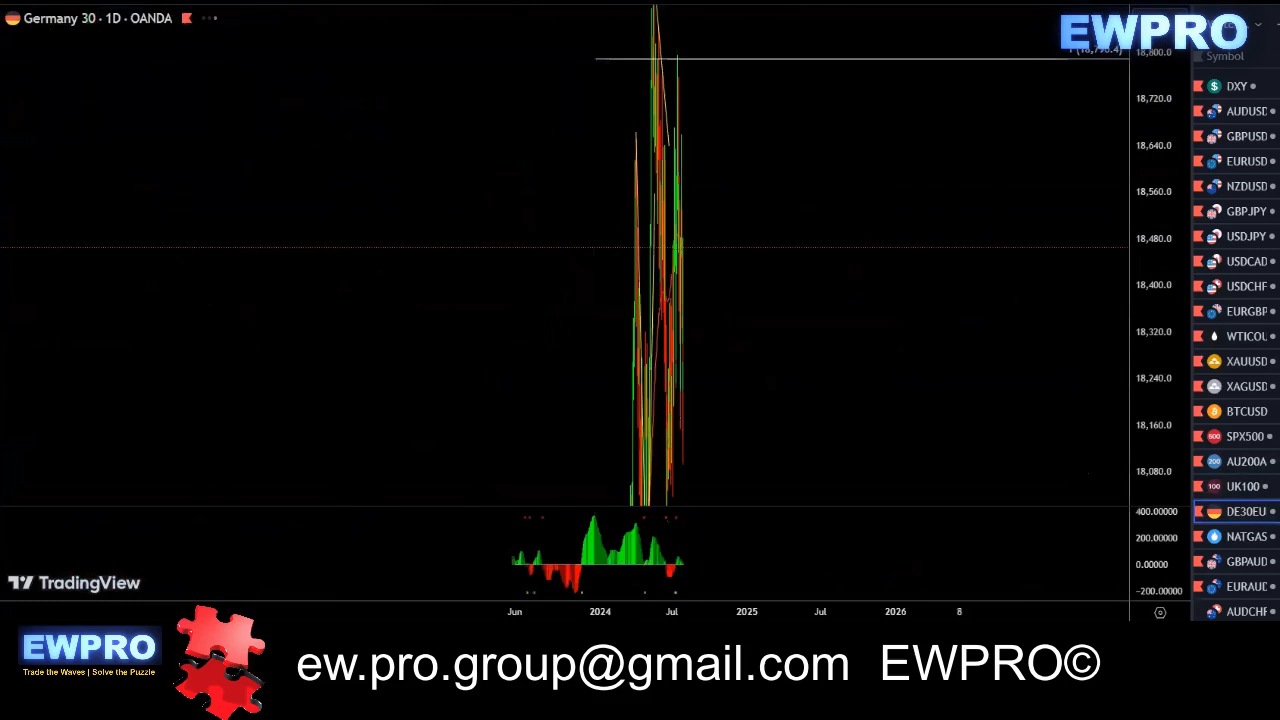 Germany 30 · 1D · OANDA
EWPRO
Symbol
18,800.0
18,720.0
18,640.0
18,560.0
18,480.0
18,400.0
18,320.0
18,240.0
18,160.0
18,080.0
400.00000
200.00000
0.00000
−200.00000
DXY
AUDUSD
GBPUSD
EURUSD
NZDUSD
GBPJPY
USDJPY
USDCAD
USDCHF
EURGBP
WTICOU
XAUUSD
XAGUSD
BTCUSD
500 SPX500
200 AU200A
100 UK100
DE30EU
NATGAS
GBPAUD
EURAUD
AUDCHF
TradingView
Jun 2024 Jul 2025 Jul 2026 8
EWPRO
Trade the Waves | Solve the Puzzle
ew.pro.group@gmail.com EWPRO©